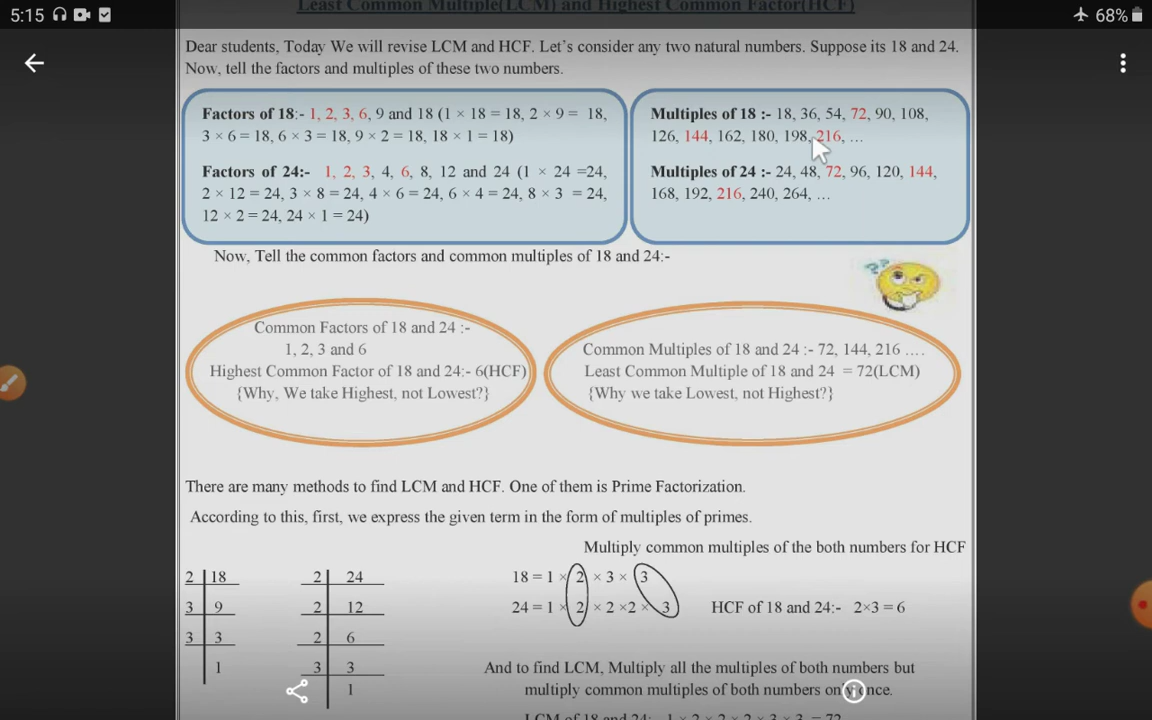 5:15
68%
Least Common Multiple(LCM) and Highest Common Factor(HCF)
Dear students, Today We will revise LCM and HCF. Let's consider any two natural numbers. Suppose its 18 and 24.
Now, tell the factors and multiples of these two numbers.
Factors of 18:- 1, 2, 3, 6, 9 and 18 (1 × 18 = 18, 2 × 9 = 18,
3 × 6 = 18, 6 × 3 = 18, 9 × 2 = 18, 18 × 1 = 18)
Factors of 24:- 1, 2, 3, 4, 6, 8, 12 and 24 (1 × 24 =24,
2 × 12 = 24, 3 × 8 = 24, 4 × 6 = 24, 6 × 4 = 24, 8 × 3 = 24,
12 × 2 = 24, 24 × 1 = 24)
Multiples of 18 :- 18, 36, 54, 72, 90, 108,
126, 144, 162, 180, 198, 216, …
Multiples of 24 :- 24, 48, 72, 96, 120, 144,
168, 192, 216, 240, 264, …
Now, Tell the common factors and common multiples of 18 and 24:-
Common Factors of 18 and 24 :-
1, 2, 3 and 6
Highest Common Factor of 18 and 24:- 6(HCF)
{Why, We take Highest, not Lowest?}
Common Multiples of 18 and 24 :- 72, 144, 216 ….
Least Common Multiple of 18 and 24 = 72(LCM)
{Why we take Lowest, not Highest?}
There are many methods to find LCM and HCF. One of them is Prime Factorization.
According to this, first, we express the given term in the form of multiples of primes.
Multiply common multiples of the both numbers for HCF
2 18
3 9
3 3
1
2 24
2 12
2 6
3 3
1
18 = 1 × 2 × 3 × 3
24 = 1 × 2 × 2 ×2 × 3
HCF of 18 and 24:- 2×3 = 6
And to find LCM, Multiply all the multiples of both numbers but
multiply common multiples of both numbers only once.
LCM of 18 and 24: 1 × 2 × 2 × 2 × 3 × 3 = 72